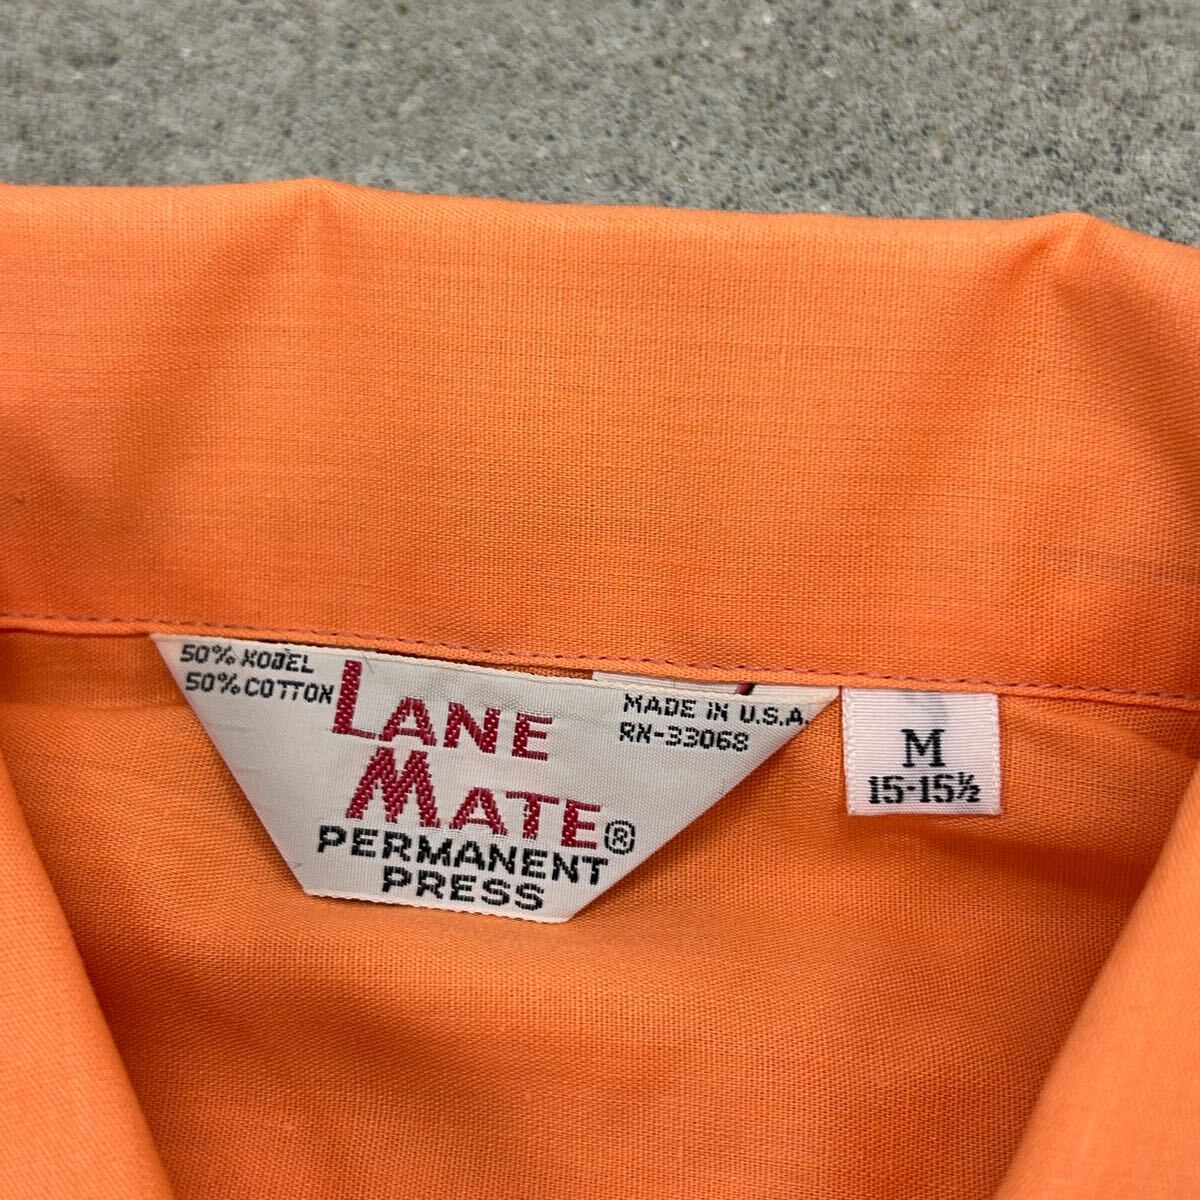 50% KODEL
50% COTTON
LANE
MATE®
PERMANENT
PRESS
MADE IN U.S.A.
RN-33068
M
15-15½